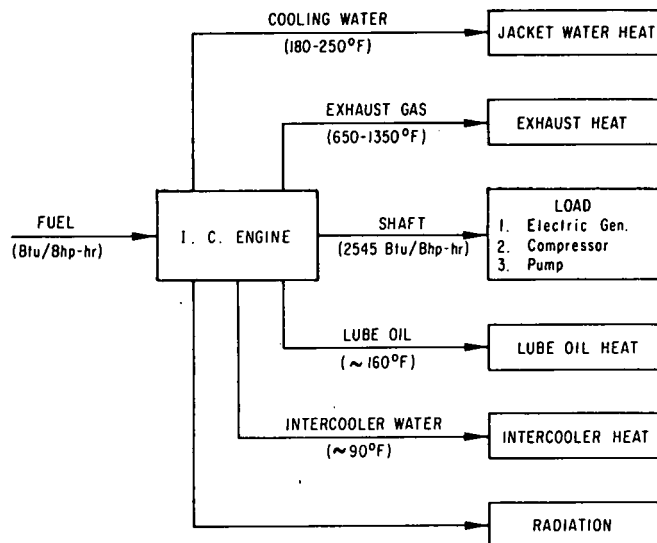 COOLING WATER
(180-250°F)
JACKET WATER HEAT
EXHAUST GAS
(650-1350°F)
EXHAUST HEAT
FUEL
(Btu/Bhp-hr)
I. C. ENGINE
SHAFT
(2545 Btu/Bhp-hr)
LOAD
1. Electric Gen.
2. Compressor
3. Pump
LUBE OIL
(~160°F)
LUBE OIL HEAT
INTERCOOLER WATER
(~90°F)
INTERCOOLER HEAT
RADIATION